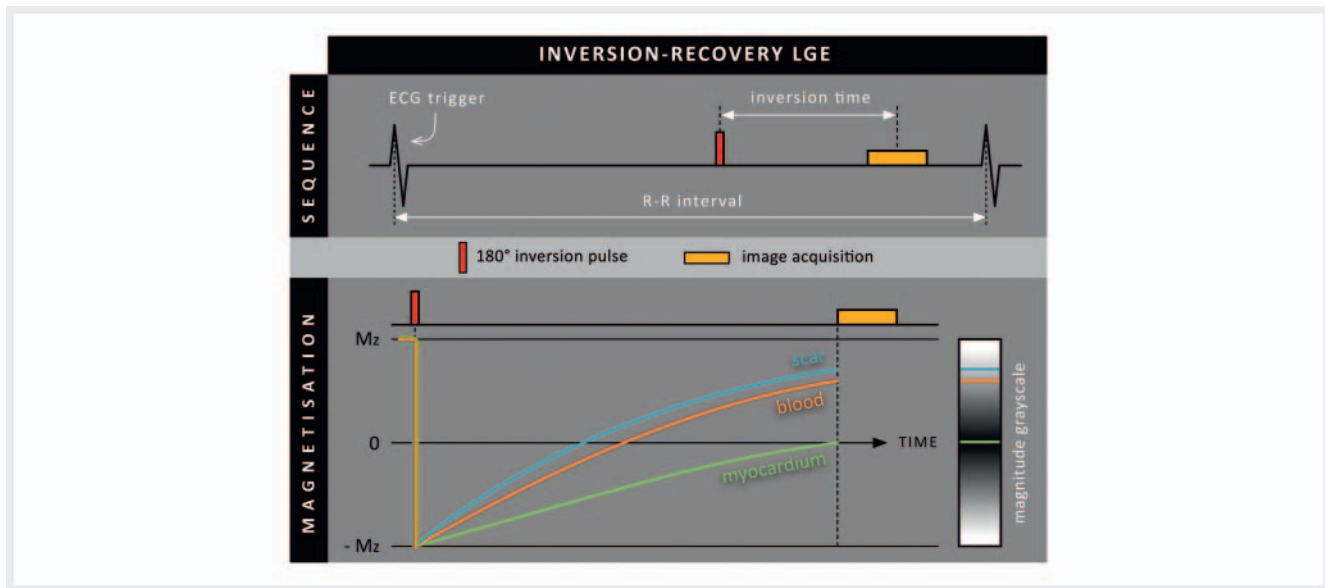 INVERSION-RECOVERY LGE
SEQUENCE
ECG trigger
inversion time
R-R interval
180° inversion pulse
image acquisition
MAGNETISATION
Mz
scar
blood
0
TIME
myocardium
- Mz
magnitude grayscale